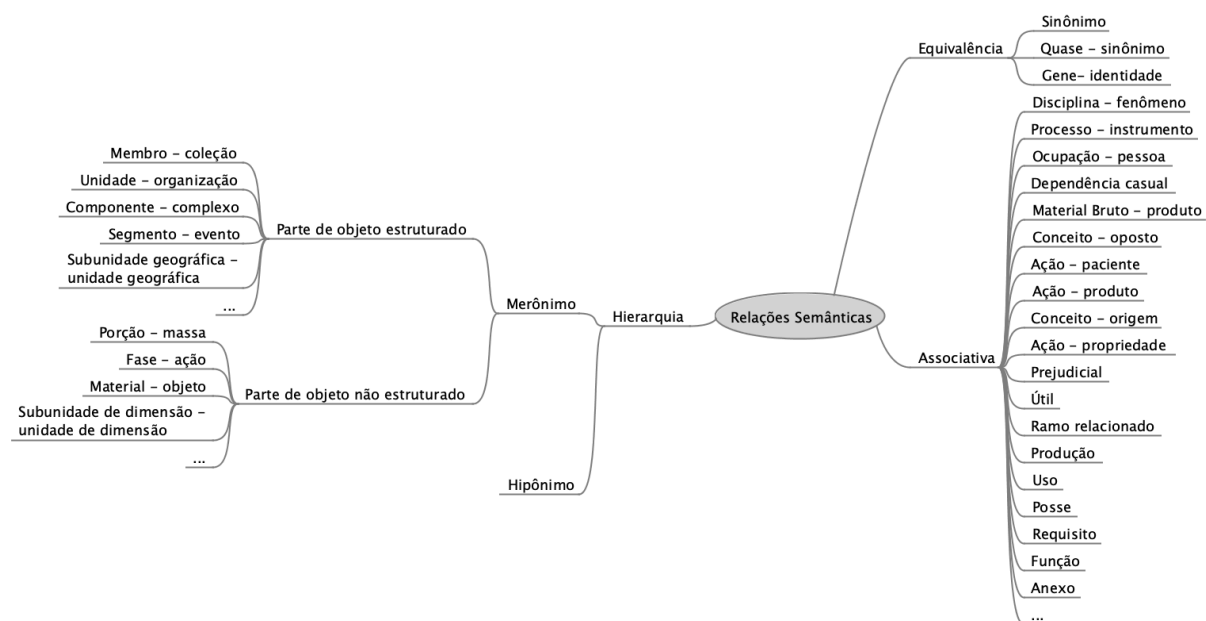 Relações Semânticas
Equivalência
Sinônimo
Quase – sinônimo
Gene– identidade
Associativa
Disciplina – fenômeno
Processo – instrumento
Ocupação – pessoa
Dependência casual
Material Bruto – produto
Conceito – oposto
Ação – paciente
Ação – produto
Conceito – origem
Ação – propriedade
Prejudicial
Útil
Ramo relacionado
Produção
Uso
Posse
Requisito
Função
Anexo
...
Hierarquia
Merônimo
Parte de objeto estruturado
Membro – coleção
Unidade – organização
Componente – complexo
Segmento – evento
Subunidade geográfica –
unidade geográfica
...
Parte de objeto não estruturado
Porção – massa
Fase – ação
Material – objeto
Subunidade de dimensão –
unidade de dimensão
...
Hipônimo